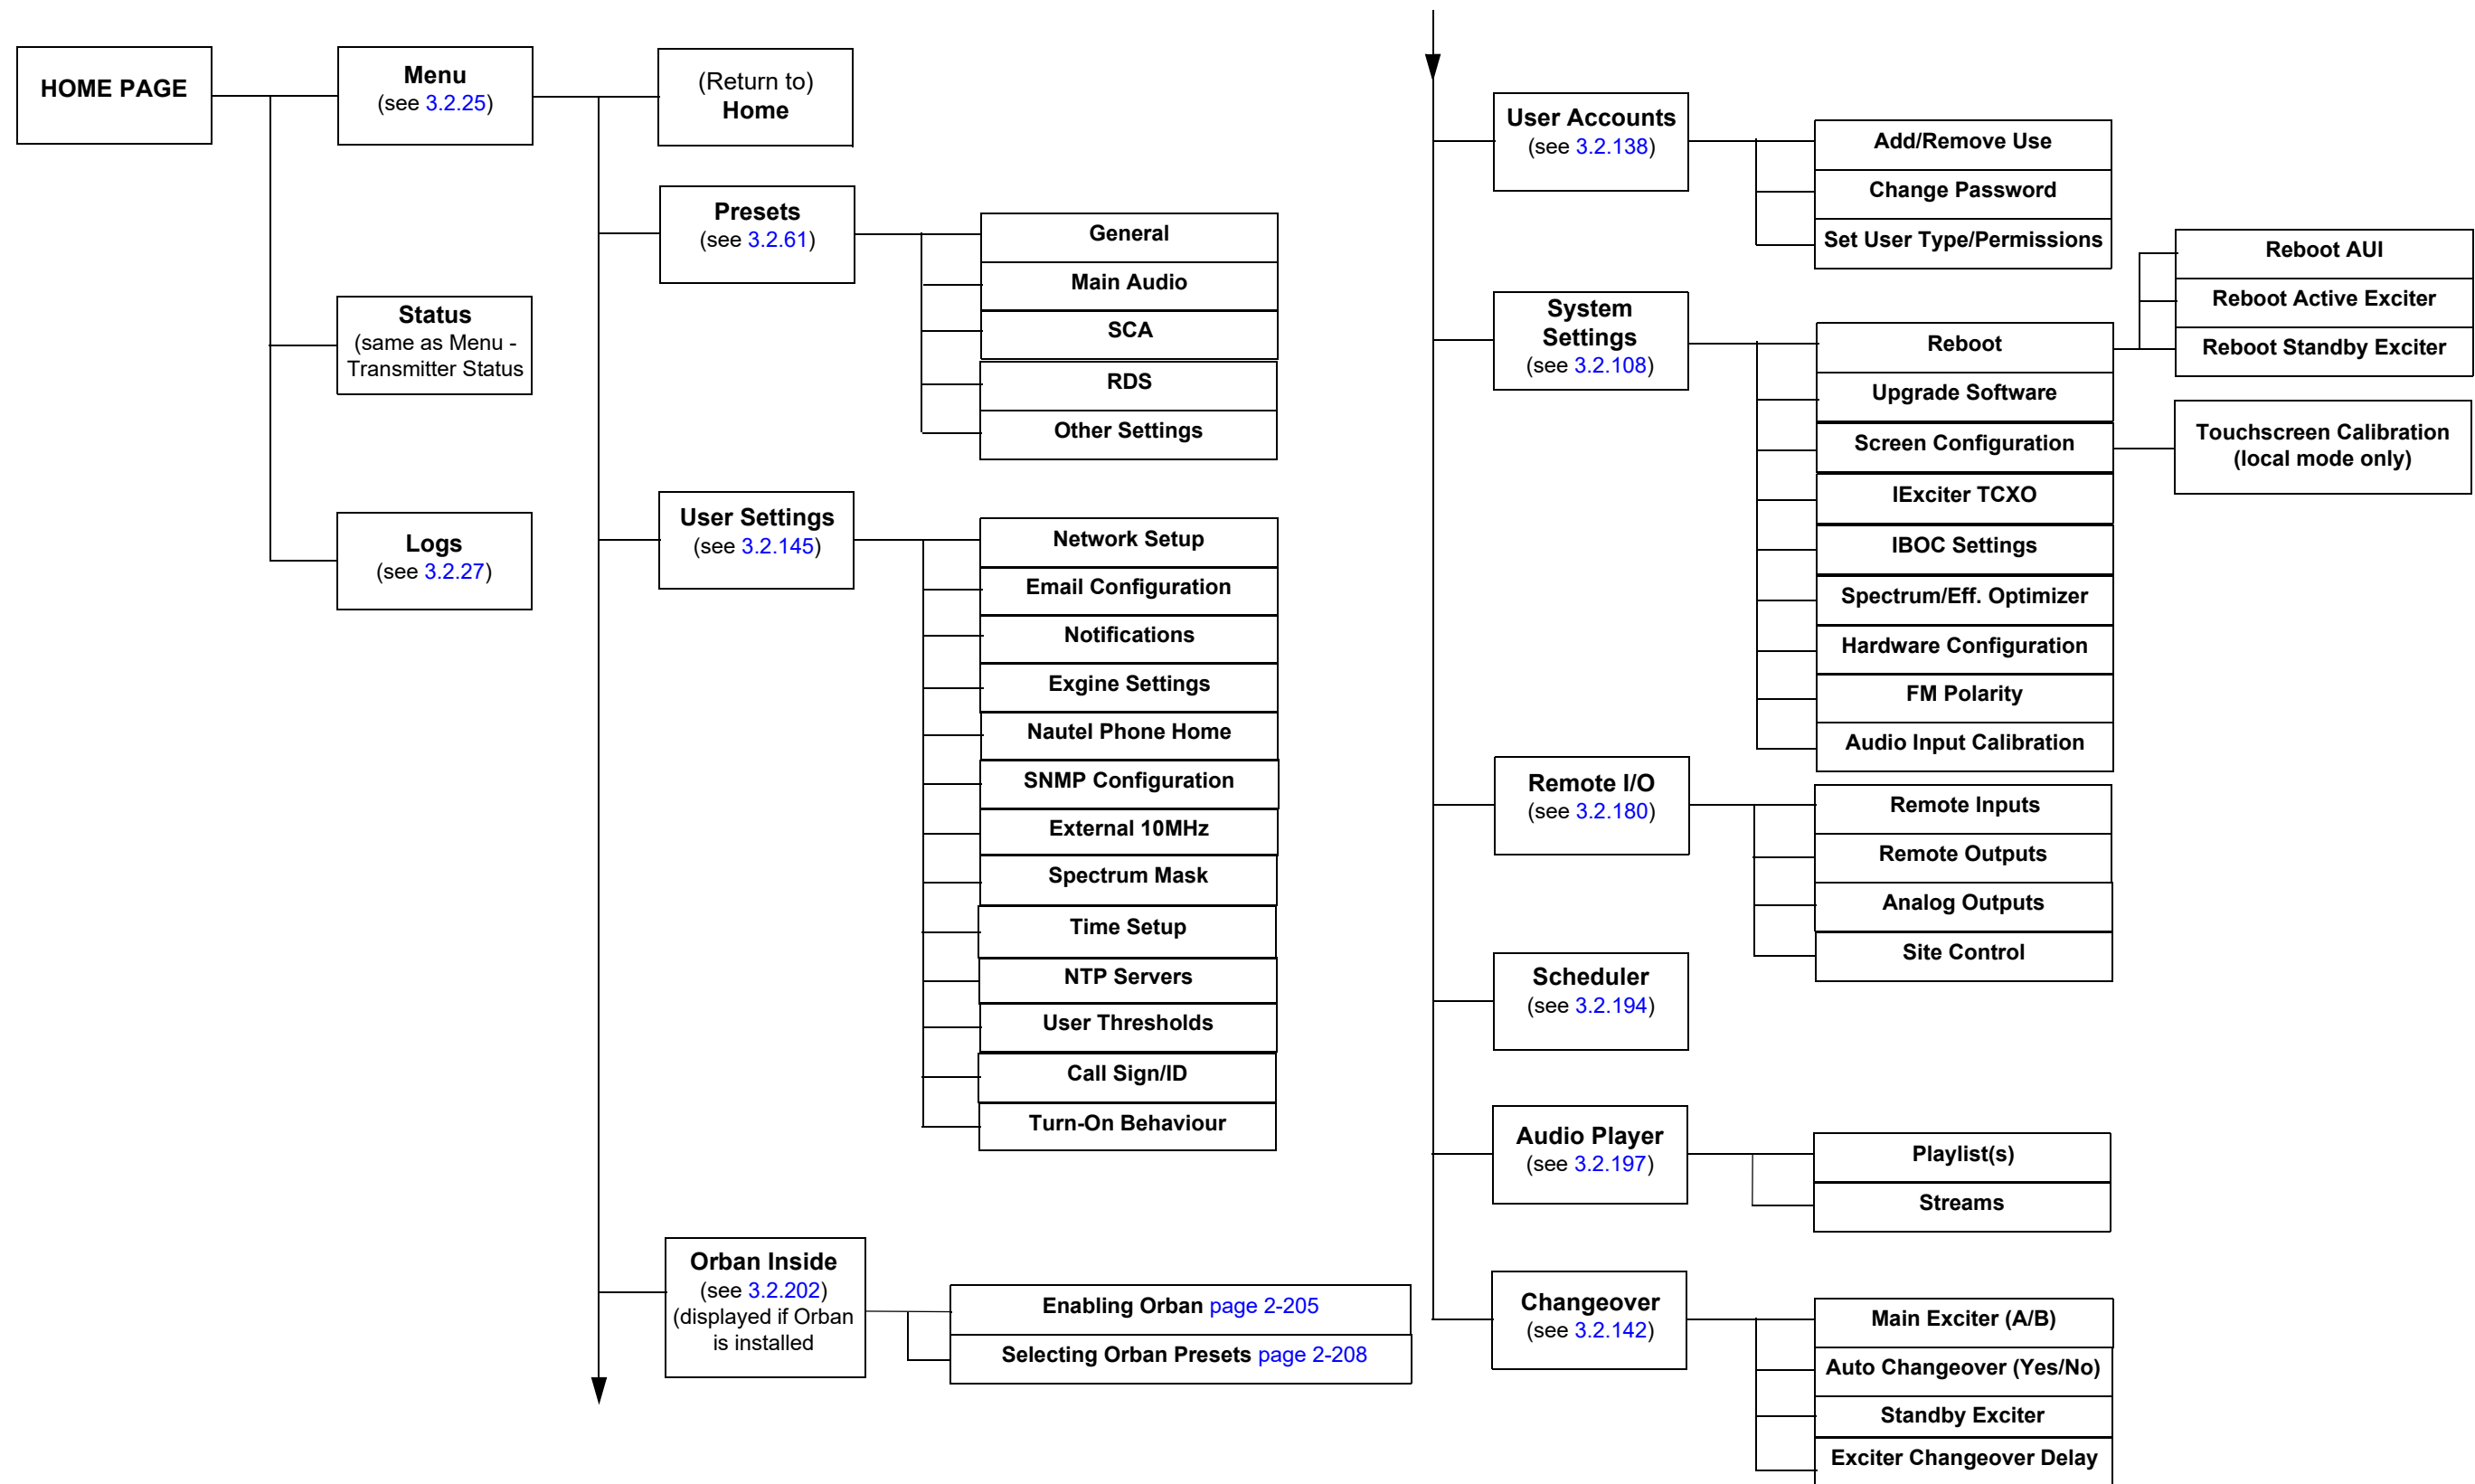 HOME PAGE
Menu
(see 3.2.25)
Status
(same as Menu -
Transmitter Status
Logs
(see 3.2.27)
(Return to)
Home
Presets
(see 3.2.61)
General
Main Audio
SCA
RDS
Other Settings
User Settings
(see 3.2.145)
Network Setup
Email Configuration
Notifications
Exgine Settings
Nautel Phone Home
SNMP Configuration
External 10MHz
Spectrum Mask
Time Setup
NTP Servers
User Thresholds
Call Sign/ID
Turn-On Behaviour
Orban Inside
(see 3.2.202)
(displayed if Orban
is installed
Enabling Orban page 2-205
Selecting Orban Presets page 2-208
User Accounts
(see 3.2.138)
Add/Remove Use
Change Password
Set User Type/Permissions
System
Settings
(see 3.2.108)
Reboot
Upgrade Software
Screen Configuration
IExciter TCXO
IBOC Settings
Spectrum/Eff. Optimizer
Hardware Configuration
FM Polarity
Audio Input Calibration
Reboot AUI
Reboot Active Exciter
Reboot Standby Exciter
Touchscreen Calibration
(local mode only)
Remote I/O
(see 3.2.180)
Remote Inputs
Remote Outputs
Analog Outputs
Site Control
Scheduler
(see 3.2.194)
Audio Player
(see 3.2.197)
Playlist(s)
Streams
Changeover
(see 3.2.142)
Main Exciter (A/B)
Auto Changeover (Yes/No)
Standby Exciter
Exciter Changeover Delay